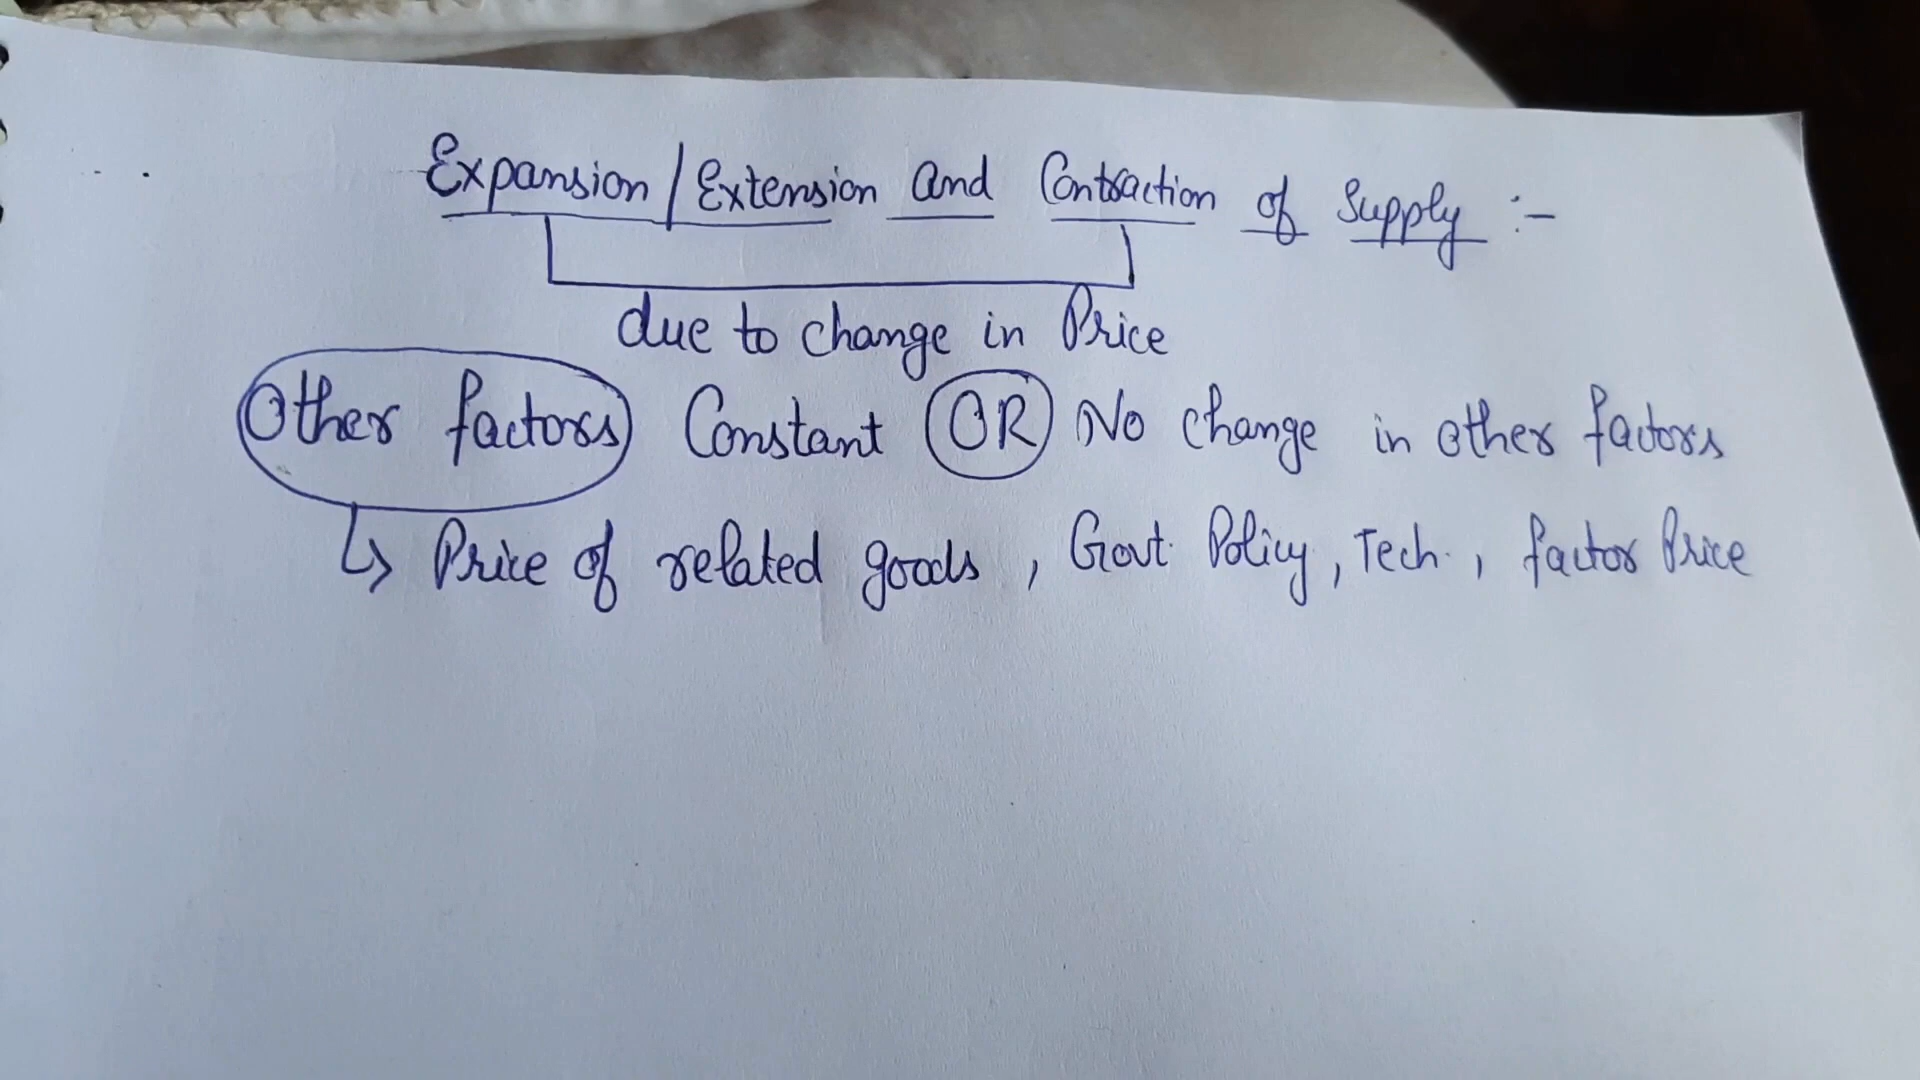 Expansion/Extension and Contraction of Supply :-
due to change in Price
Other factors Constant OR No change in other factors
↳ Price of related goods, Govt. Policy, Tech., factor Price